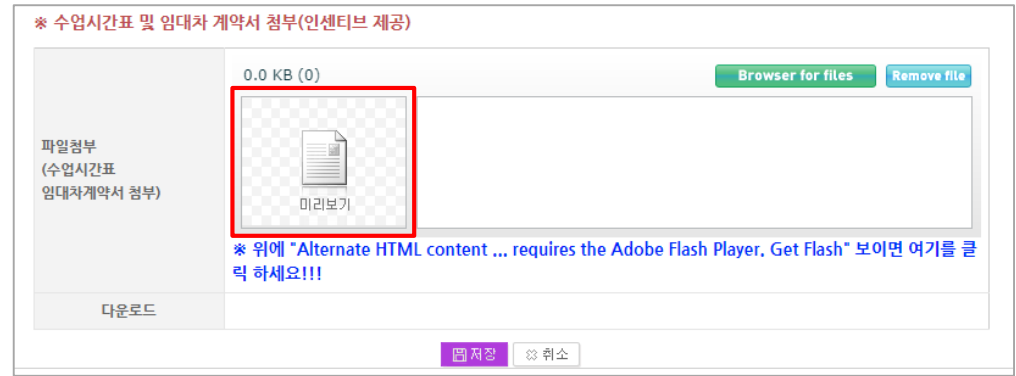 ※ 수업시간표 및 임대차 계약서 첨부(인센티브 제공)
0.0 KB (0)
Browser for files
Remove file
파일첨부
(수업시간표
임대차계약서 첨부)
미리보기
※ 위에 "Alternate HTML content ... requires the Adobe Flash Player. Get Flash" 보이면 여기를 클
릭 하세요!!!
다운로드
저장
취소